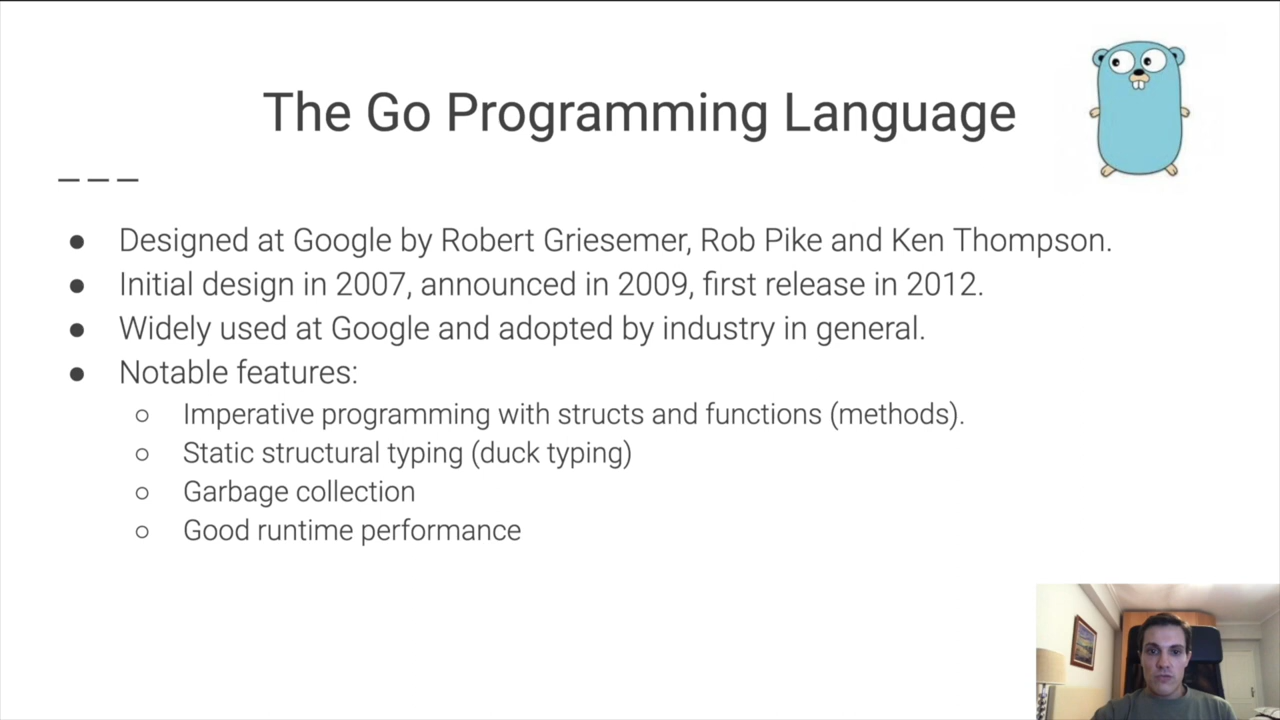 The Go Programming Language
● Designed at Google by Robert Griesemer, Rob Pike and Ken Thompson.
● Initial design in 2007, announced in 2009, first release in 2012.
● Widely used at Google and adopted by industry in general.
● Notable features:
○ Imperative programming with structs and functions (methods).
○ Static structural typing (duck typing)
○ Garbage collection
○ Good runtime performance